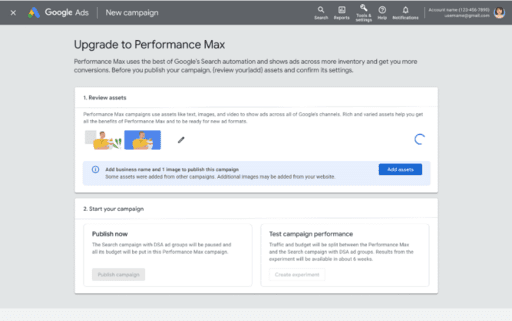 Google Ads
New campaign
Search
Reports
Tools &
settings
Help
Notifications
Account name (123-456-7890)
username@gmail.com
Upgrade to Performance Max
Performance Max uses the best of Google's Search automation and shows ads across more inventory and get you more
conversions. Before you publish your campaign, (review your\add) assets and confirm its settings.
1. Review assets
Performance Max campaigns use assets like text, images, and video to show ads across all of Google's channels. Rich and varied assets help you get
all the benefits of Performance Max and to be ready for new ad formats.
Add business name and 1 image to publish this campaign
Some assets were added from other campaigns. Additional images may be added from your website.
Add assets
2. Start your campaign
Publish now
The Search campaign with DSA ad groups will be paused and
all its budget will be put in this Performance Max campaign.
Publish campaign
Test campaign performance
Traffic and budget will be split between the Performance Max
and the Search campaign with DSA ad groups. Results from the
experiment will be available in about 6 weeks.
Create experiment